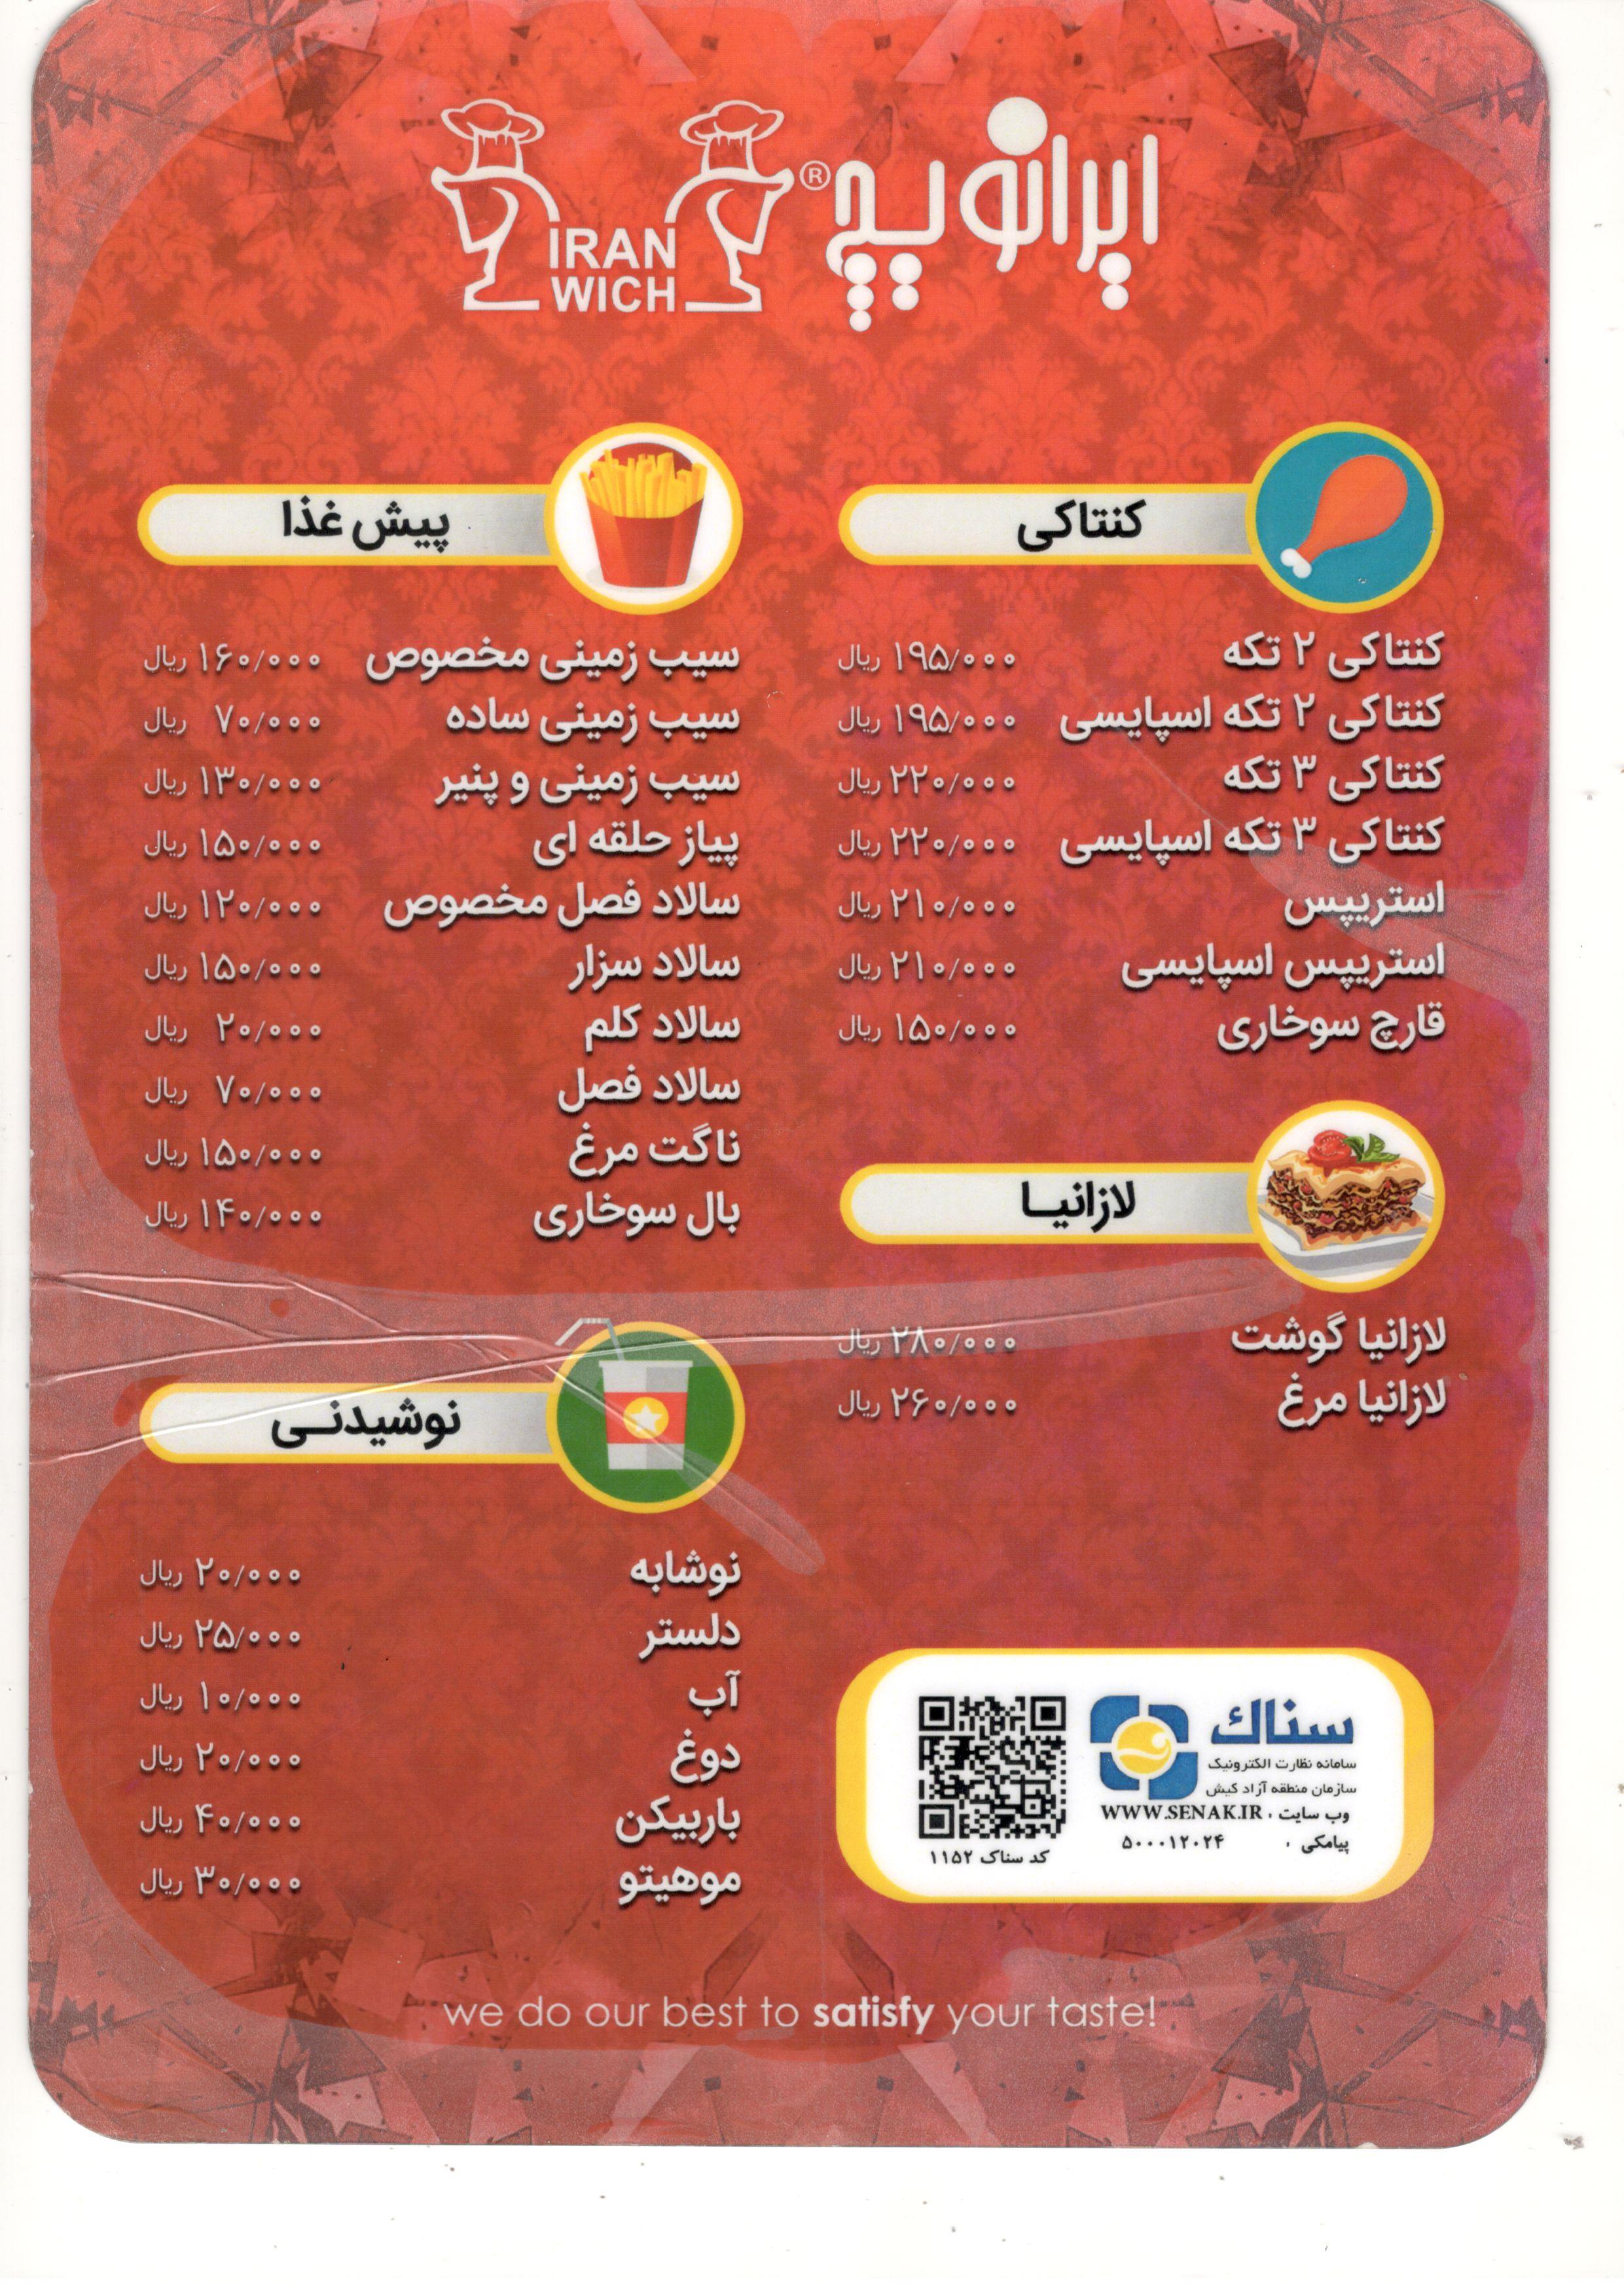 ایرانویچ®
IRAN
WICH
کنتاکی
کنتاکی ۲ تکه ۱۹۵/۰۰۰ ریال
کنتاکی ۲ تکه اسپایسی ۱۹۵/۰۰۰ ریال
کنتاکی ۳ تکه ۲۲۰/۰۰۰ ریال
کنتاکی ۳ تکه اسپایسی ۲۲۰/۰۰۰ ریال
استریپس ۲۱۰/۰۰۰ ریال
استریپس اسپایسی ۲۱۰/۰۰۰ ریال
قارچ سوخاری ۱۵۰/۰۰۰ ریال
لازانیا
لازانیا گوشت ۲۸۰/۰۰۰ ریال
لازانیا مرغ ۲۶۰/۰۰۰ ریال
پیش غذا
سیب زمینی مخصوص ۱۶۰/۰۰۰ ریال
سیب زمینی ساده ۷۰/۰۰۰ ریال
سیب زمینی و پنیر ۱۳۰/۰۰۰ ریال
پیاز حلقه ای ۱۵۰/۰۰۰ ریال
سالاد فصل مخصوص ۱۲۰/۰۰۰ ریال
سالاد سزار ۱۵۰/۰۰۰ ریال
سالاد کلم ۲۰/۰۰۰ ریال
سالاد فصل ۷۰/۰۰۰ ریال
ناگت مرغ ۱۵۰/۰۰۰ ریال
بال سوخاری ۱۴۰/۰۰۰ ریال
نوشیدنی
نوشابه ۲۰/۰۰۰ ریال
دلستر ۲۵/۰۰۰ ریال
آب ۱۰/۰۰۰ ریال
دوغ ۲۰/۰۰۰ ریال
باربیکن ۴۰/۰۰۰ ریال
موهیتو ۳۰/۰۰۰ ریال
سناك
سامانه نظارت الکترونیک
سازمان منطقه آزاد کیش
وب سایت : WWW.SENAK.IR
پیامکی : ۵۰۰۰۱۲۰۲۴
کد سناک ۱۱۵۲
we do our best to satisfy your taste!